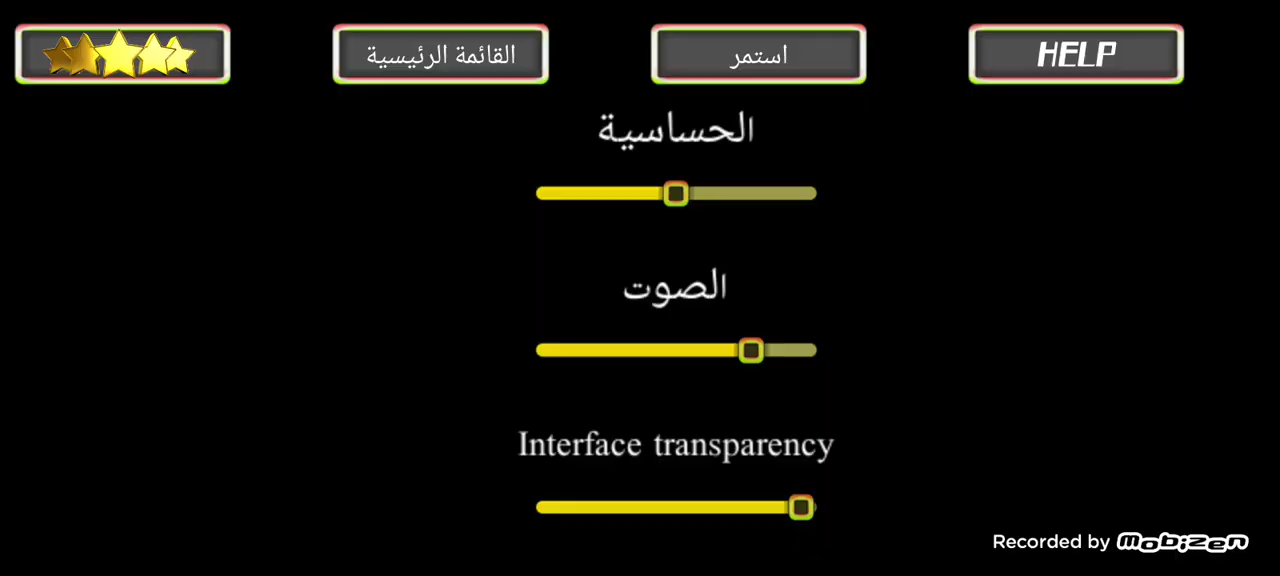 القائمة الرئيسية
استمر
HELP
الحساسية
الصوت
Interface transparency
Recorded by mobizen